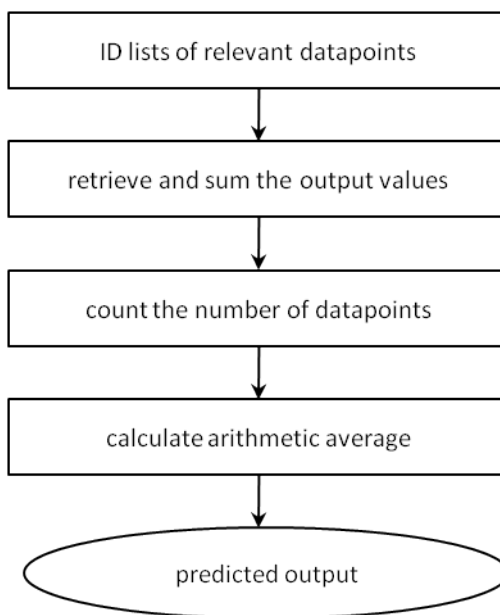 ID lists of relevant datapoints
retrieve and sum the output values
count the number of datapoints
calculate arithmetic average
predicted output